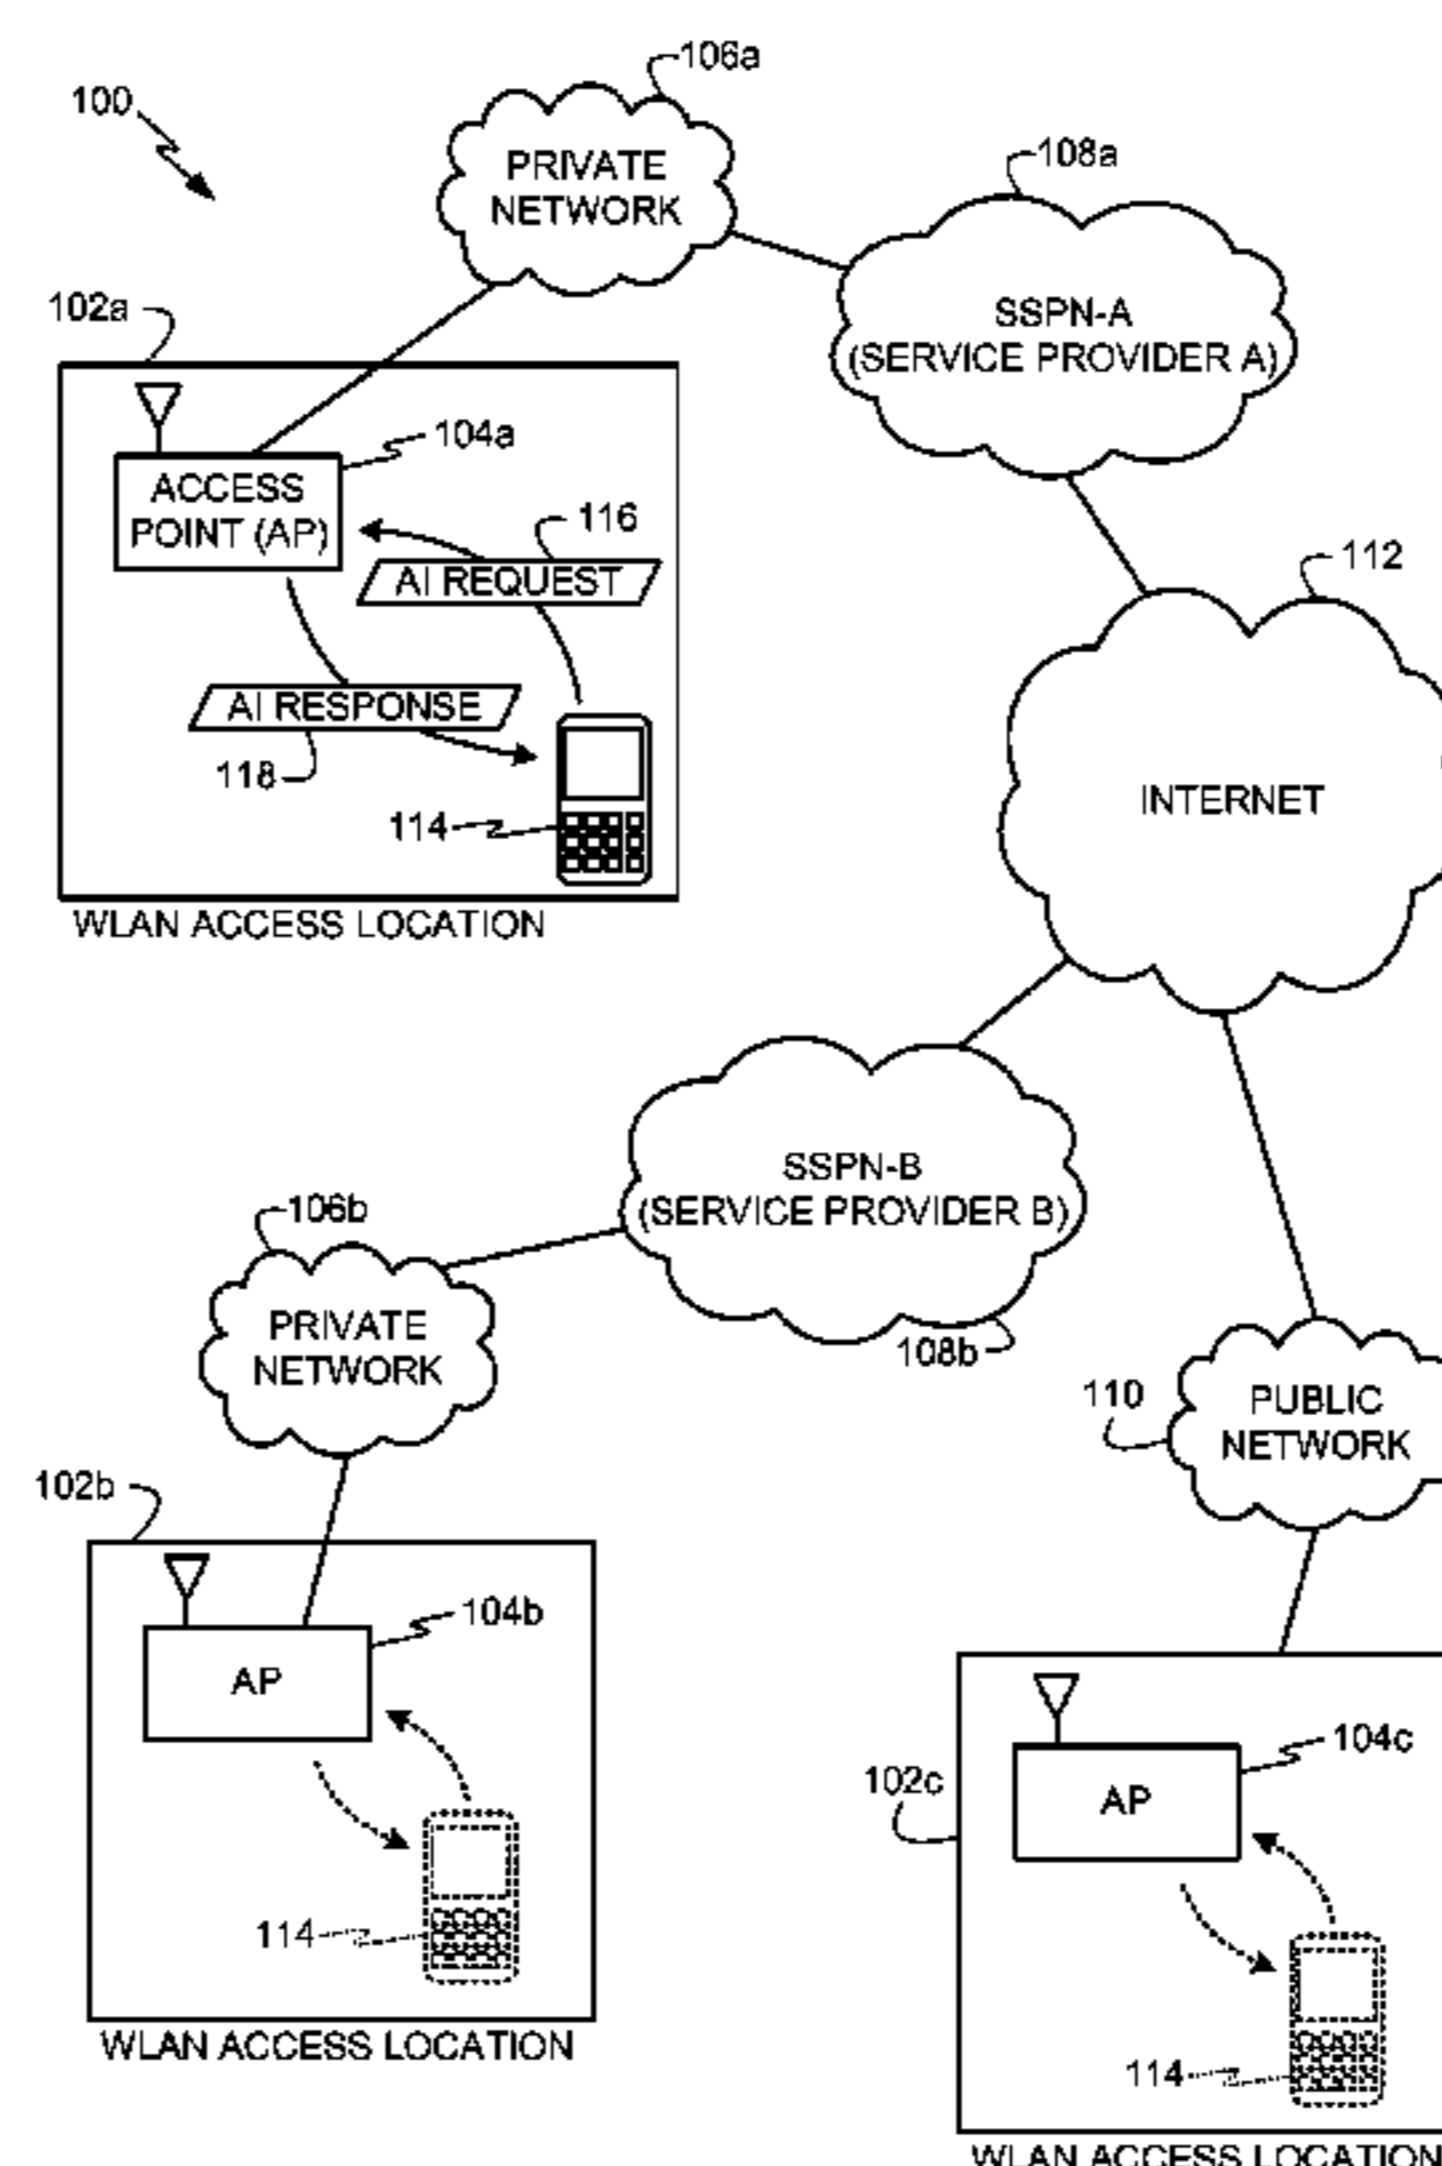 106a
100
PRIVATE
NETWORK
108a
SSPN-A
(SERVICE PROVIDER A)
102a
104a
ACCESS
POINT (AP)
116
AI REQUEST
112
AI RESPONSE
118
114
INTERNET
WLAN ACCESS LOCATION
SSPN-B
(SERVICE PROVIDER B)
106b
PRIVATE
NETWORK
108b
110
PUBLIC
NETWORK
102b
104b
AP
104c
102c
AP
114
WLAN ACCESS LOCATION
114
WLAN ACCESS LOCATION